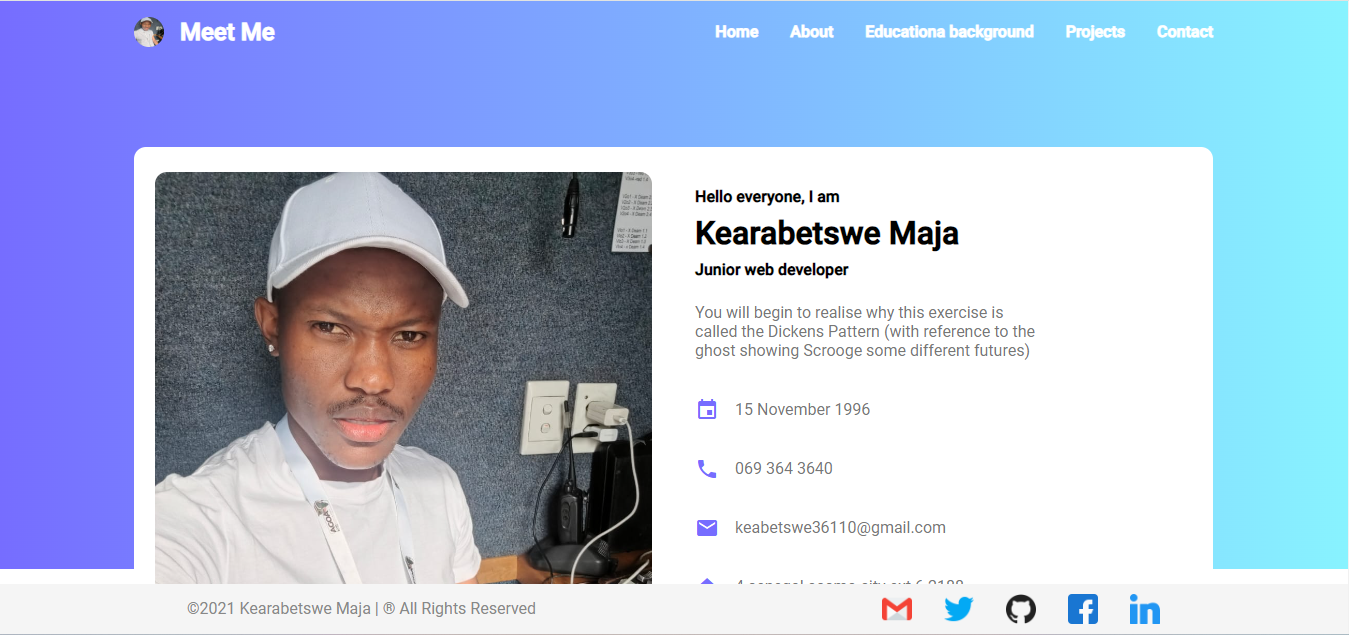 Meet Me
Home About Educationa background Projects Contact
Hello everyone, I am
Kearabetswe Maja
Junior web developer
You will begin to realise why this exercise is
called the Dickens Pattern (with reference to the
ghost showing Scrooge some different futures)
15 November 1996
069 364 3640
keabetswe36110@gmail.com
©2021 Kearabetswe Maja | ® All Rights Reserved